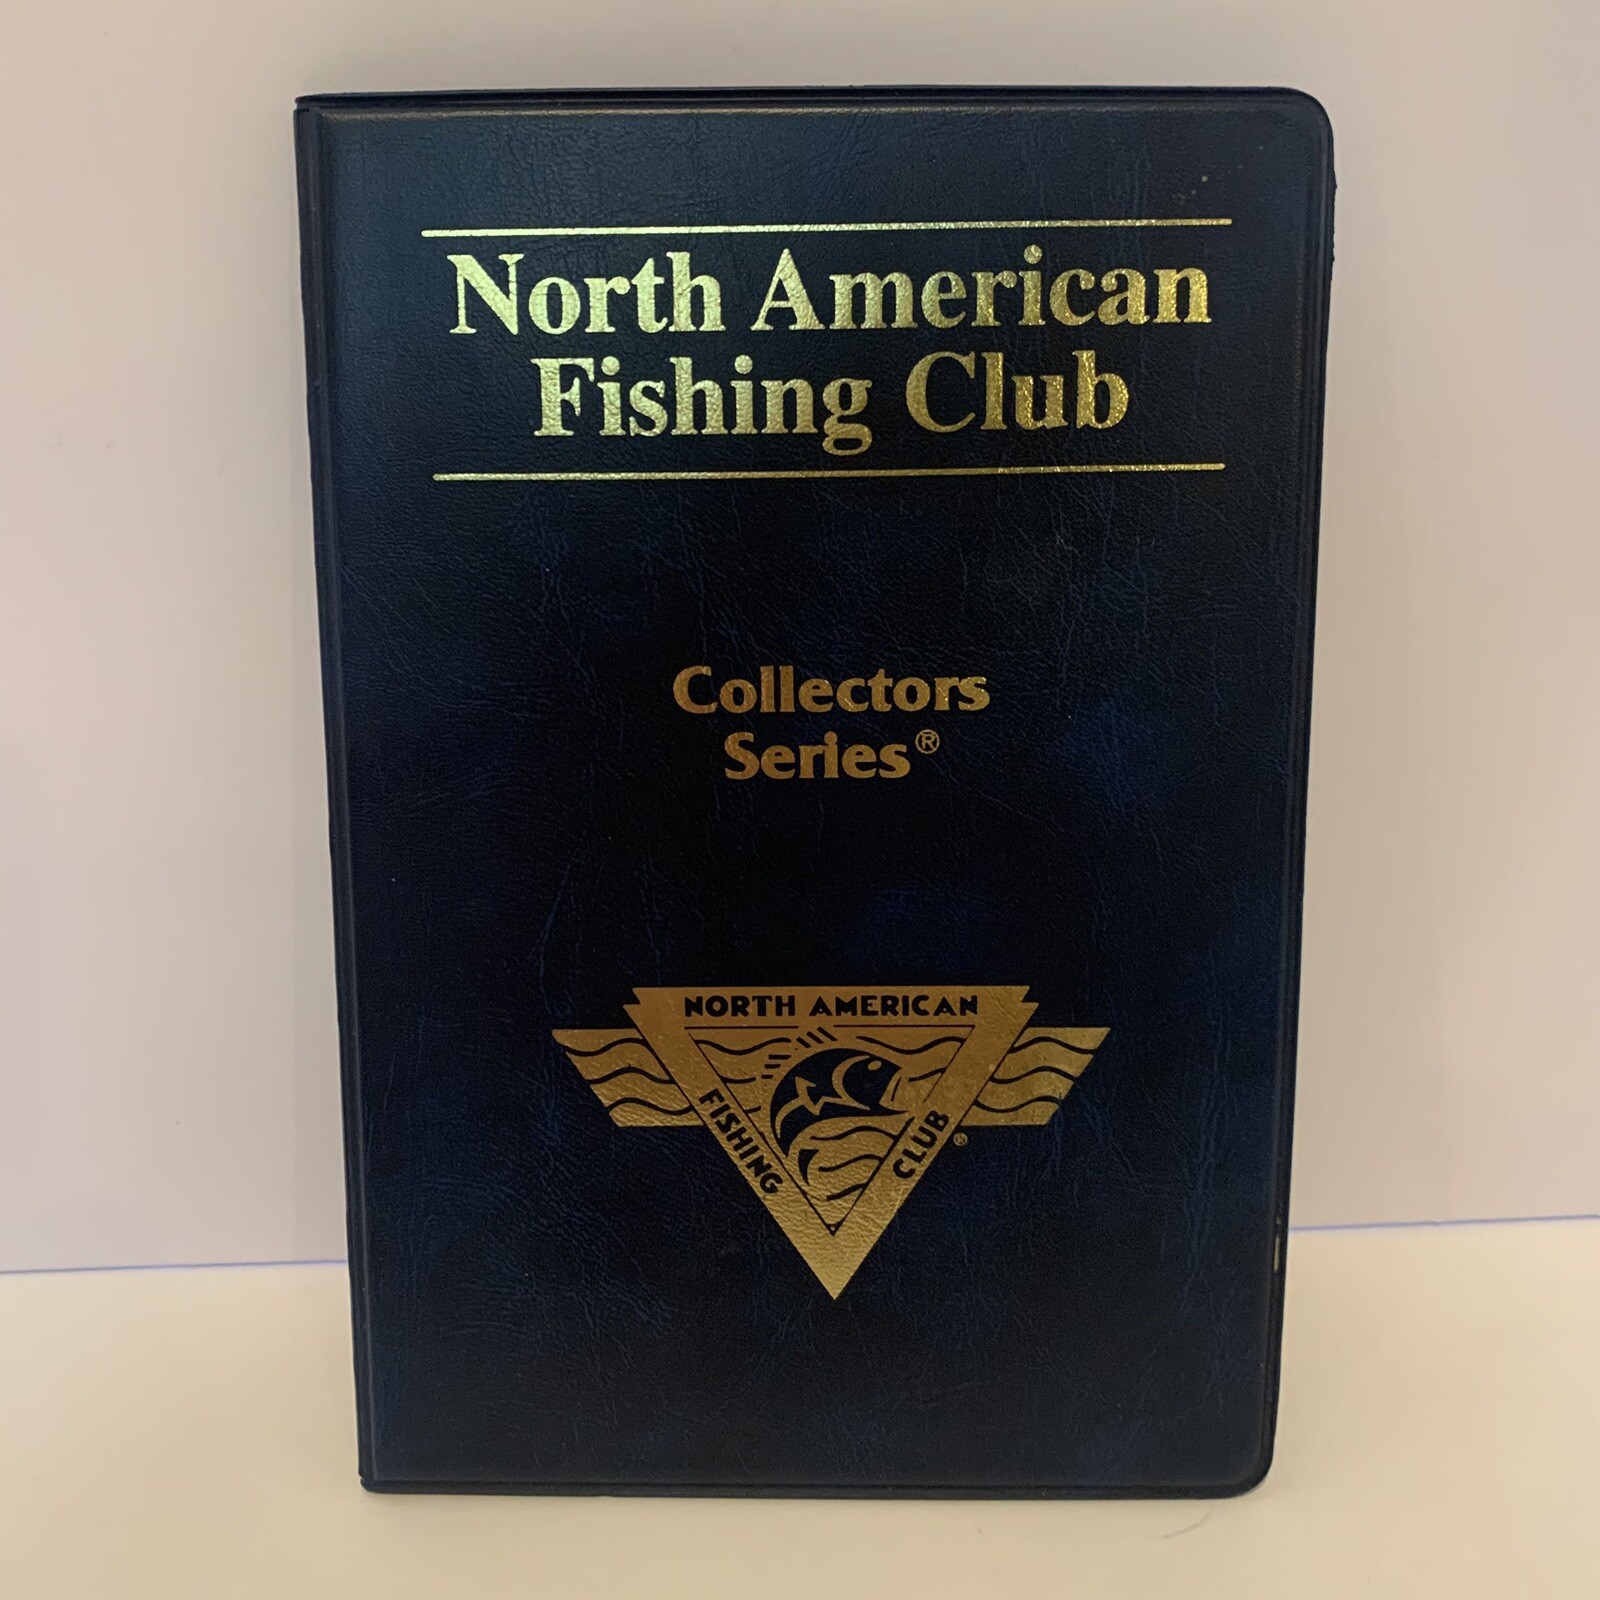 North American
Fishing Club
Collectors
Series®
NORTH AMERICAN
FISHING
CLUB®